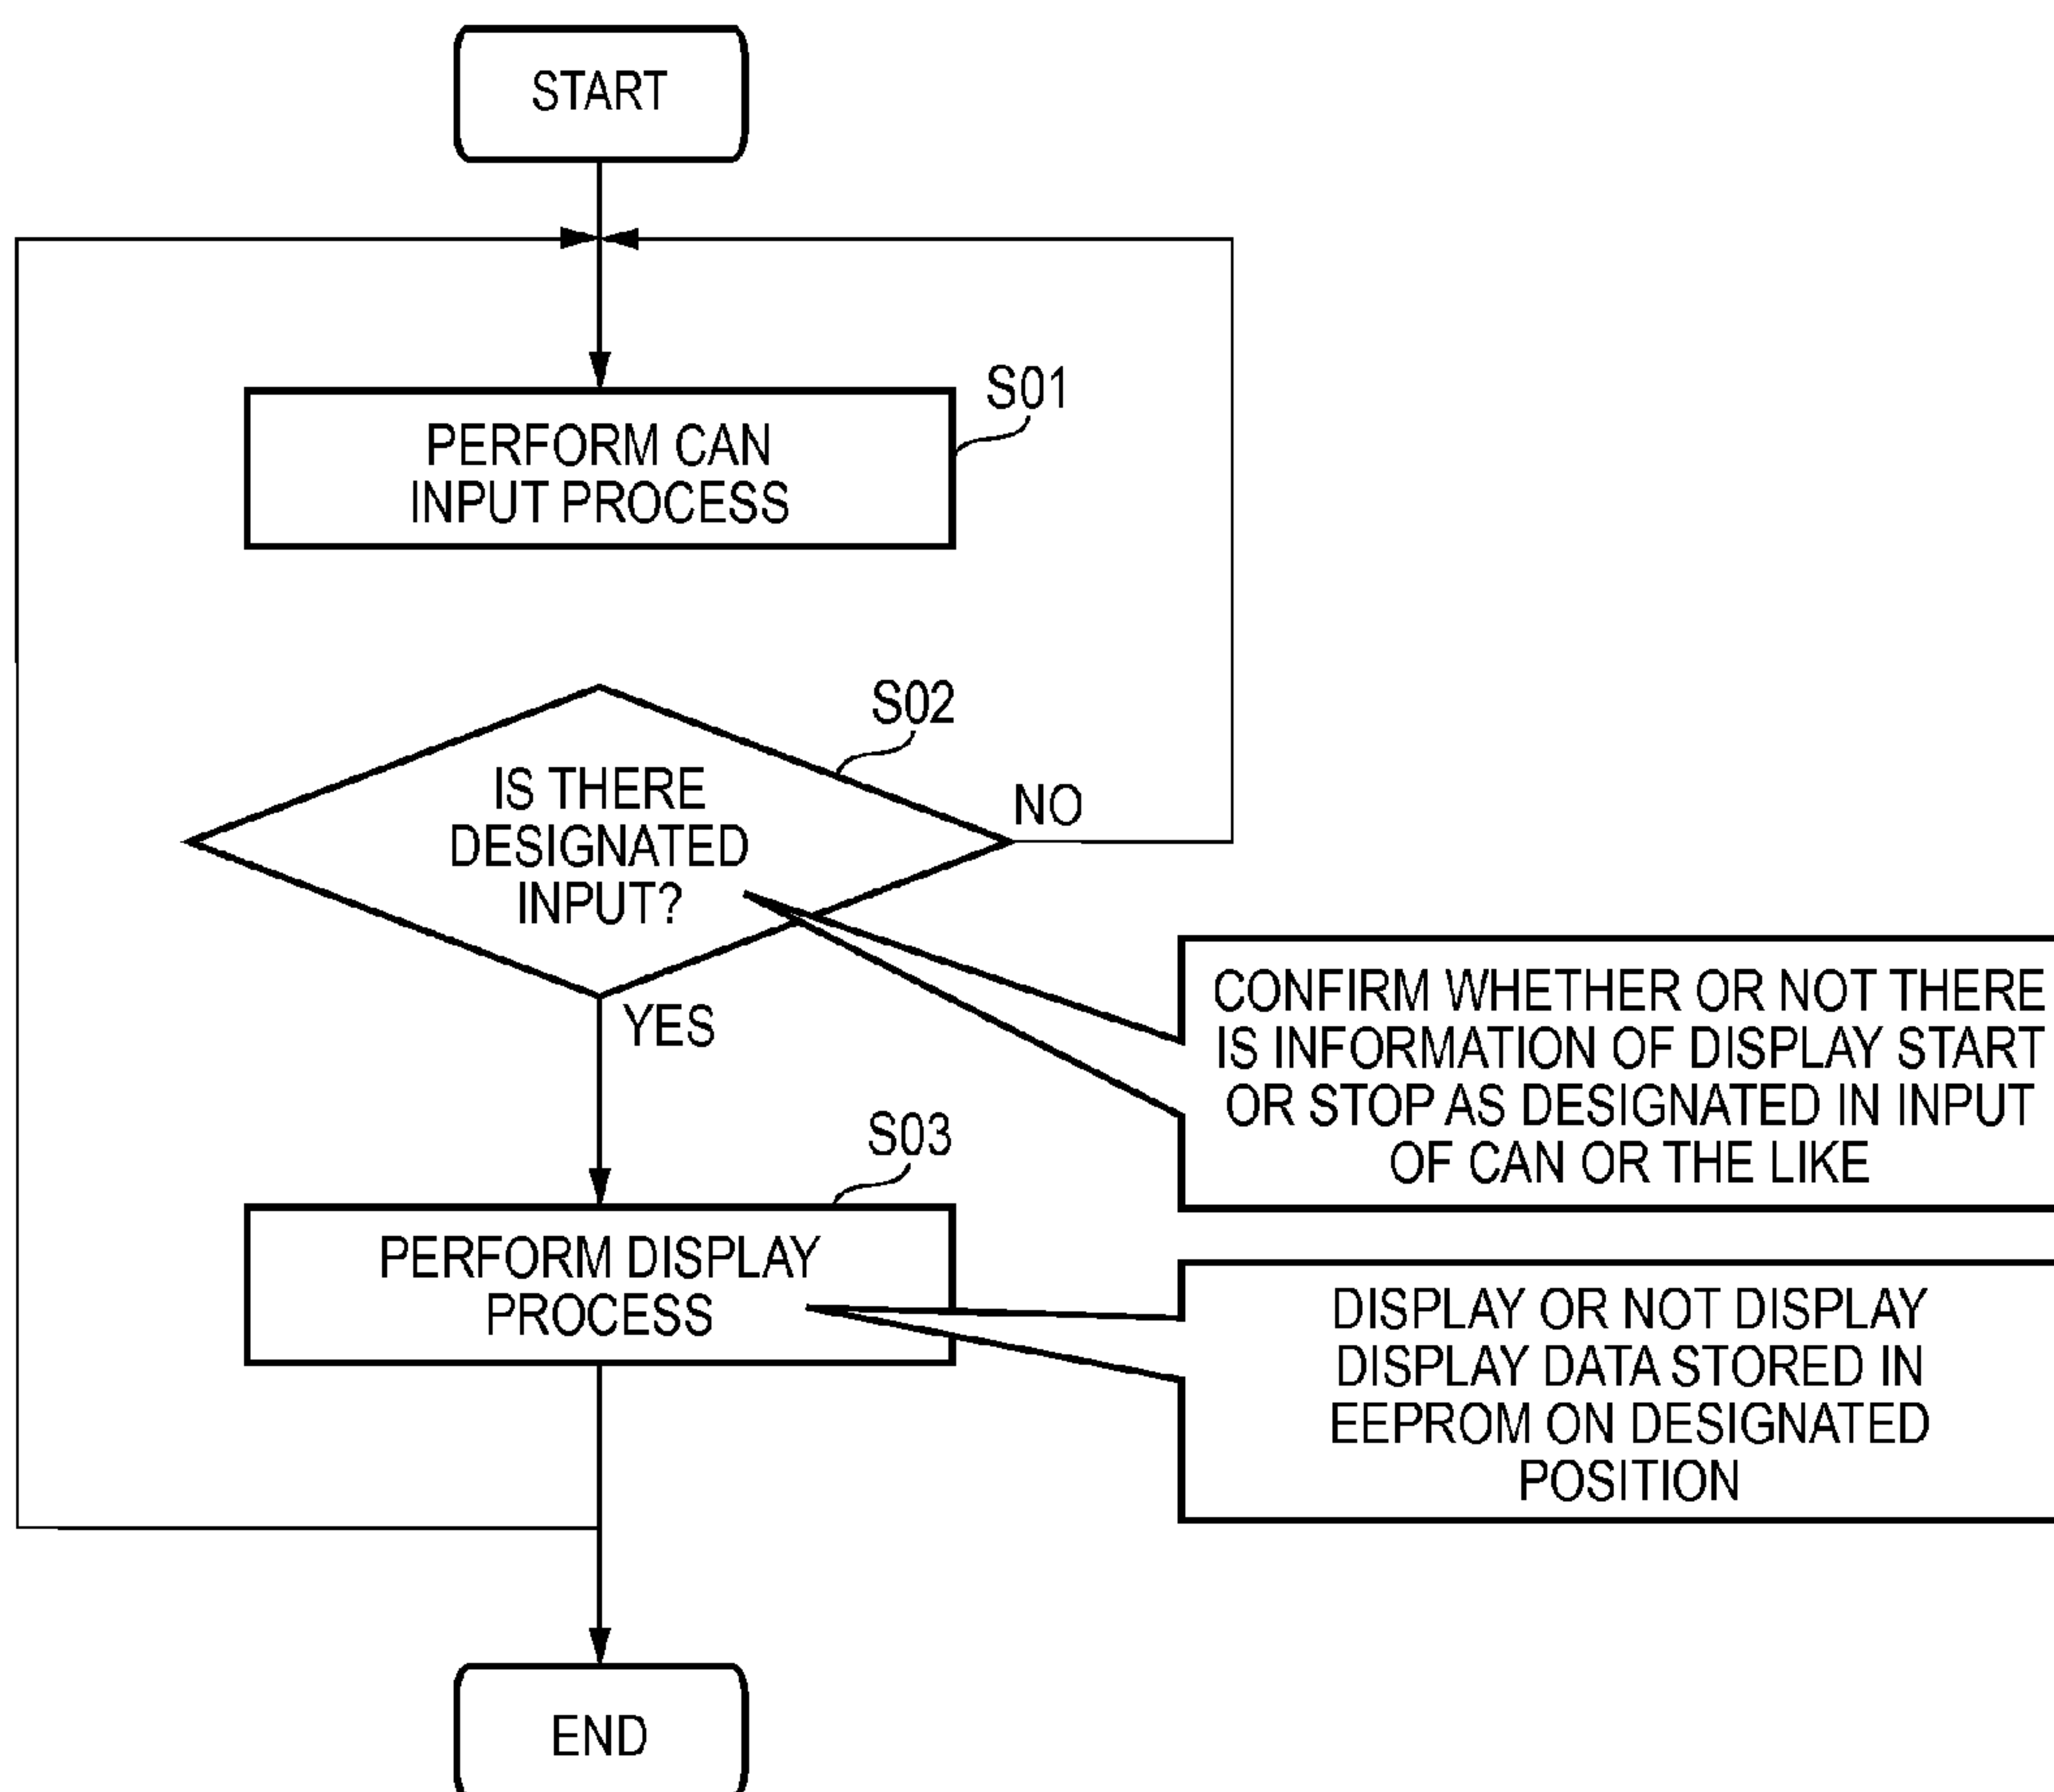 START
S01
PERFORM CAN
INPUT PROCESS
S02
IS THERE
DESIGNATED
INPUT?
NO
YES
CONFIRM WHETHER OR NOT THERE
IS INFORMATION OF DISPLAY START
OR STOP AS DESIGNATED IN INPUT
OF CAN OR THE LIKE
S03
PERFORM DISPLAY
PROCESS
DISPLAY OR NOT DISPLAY
DISPLAY DATA STORED IN
EEPROM ON DESIGNATED
POSITION
END